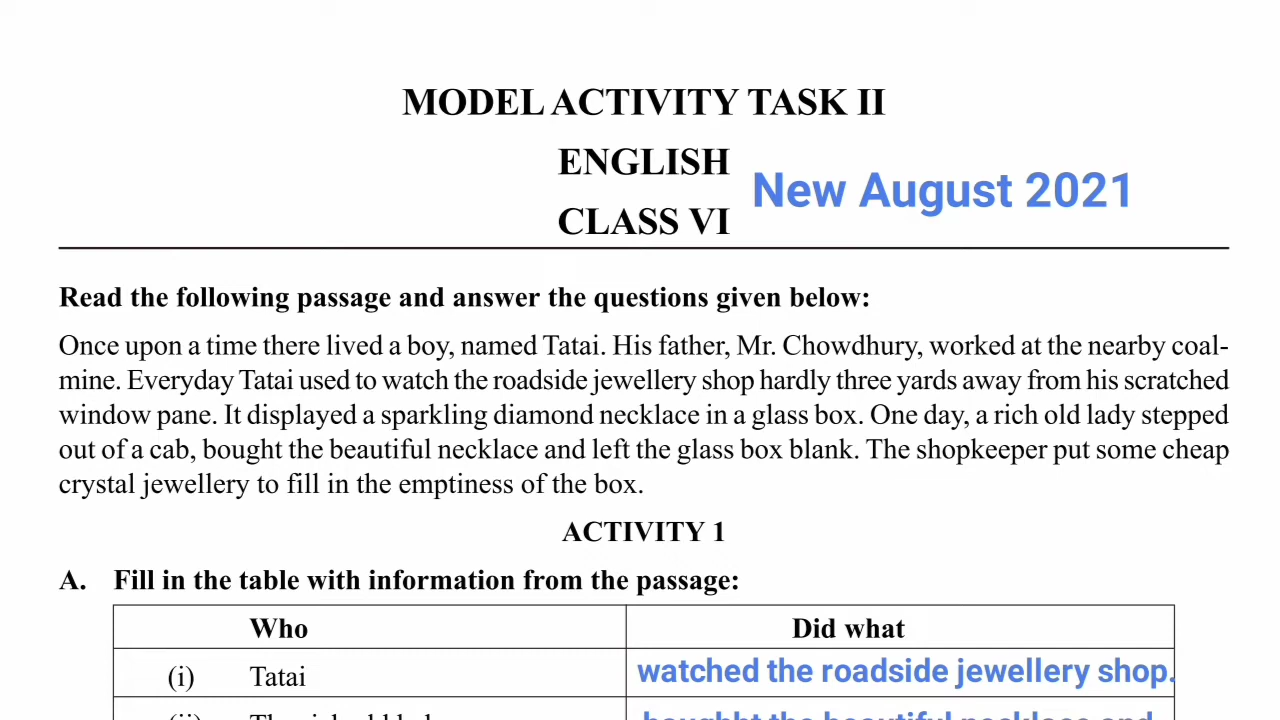 MODEL ACTIVITY TASK II
ENGLISH
New August 2021
CLASS VI
Read the following passage and answer the questions given below:
Once upon a time there lived a boy, named Tatai. His father, Mr. Chowdhury, worked at the nearby coal-
mine. Everyday Tatai used to watch the roadside jewellery shop hardly three yards away from his scratched
window pane. It displayed a sparkling diamond necklace in a glass box. One day, a rich old lady stepped
out of a cab, bought the beautiful necklace and left the glass box blank. The shopkeeper put some cheap
crystal jewellery to fill in the emptiness of the box.
ACTIVITY 1
A. Fill in the table with information from the passage:
Who Did what
(i) Tatai watched the roadside jewellery shop.